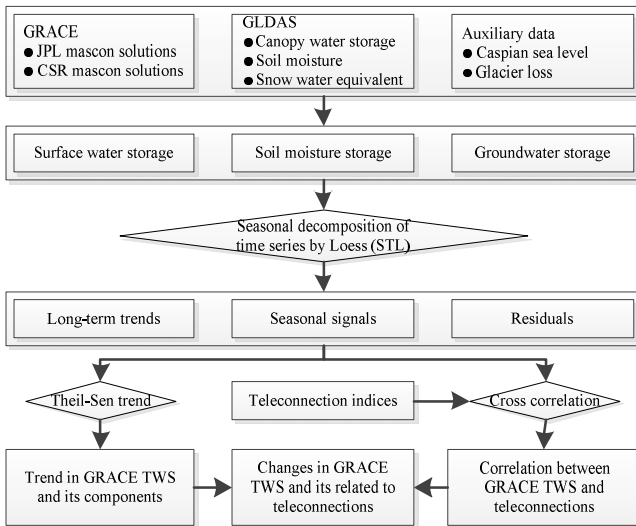 GRACE
● JPL mascon solutions
● CSR mascon solutions
GLDAS
● Canopy water storage
● Soil moisture
● Snow water equivalent
Auxiliary data
● Caspian sea level
● Glacier loss
Surface water storage
Soil moisture storage
Groundwater storage
Seasonal decomposition of
time series by Loess (STL)
Long-term trends
Seasonal signals
Residuals
Theil-Sen trend
Teleconnection indices
Cross correlation
Trend in GRACE TWS
and its components
Changes in GRACE
TWS and its related to
teleconnections
Correlation between
GRACE TWS and
teleconnections